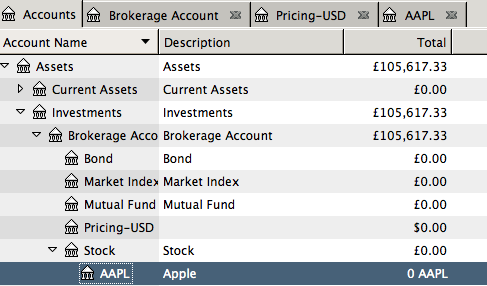 Accounts Brokerage Account Pricing-USD AAPL
Account Name Description Total
Assets Assets £105,617.33
Current Assets Current Assets £0.00
Investments Investments £105,617.33
Brokerage Acco Brokerage Account £105,617.33
Bond Bond £0.00
Market Index Market Index £0.00
Mutual Fund Mutual Fund £0.00
Pricing-USD $0.00
Stock Stock £0.00
AAPL Apple 0 AAPL